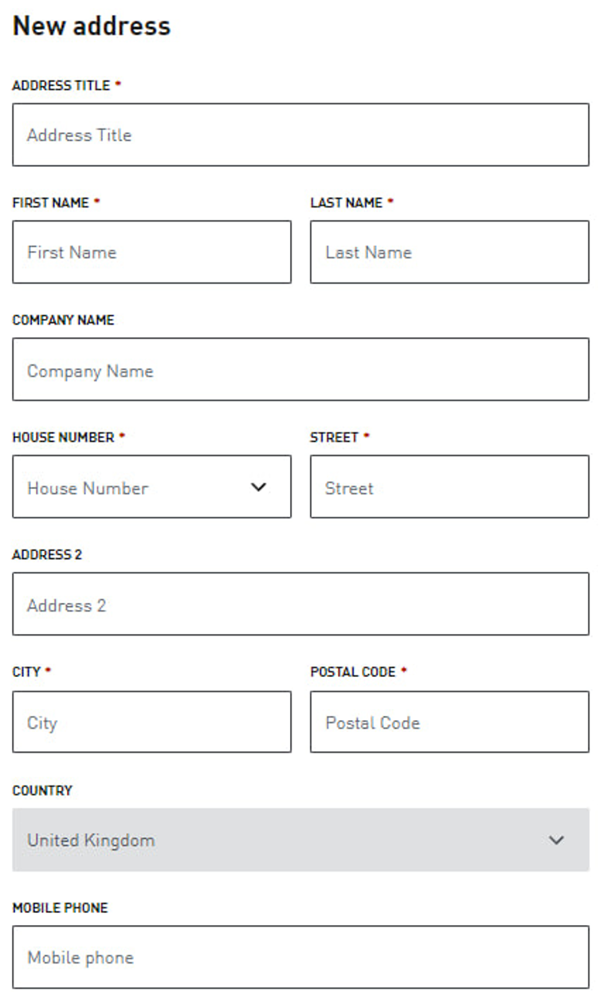 New address
ADDRESS TITLE *
Address Title
FIRST NAME * LAST NAME *
First Name Last Name
COMPANY NAME
Company Name
HOUSE NUMBER * STREET *
House Number Street
ADDRESS 2
Address 2
CITY * POSTAL CODE *
City Postal Code
COUNTRY
United Kingdom
MOBILE PHONE
Mobile phone